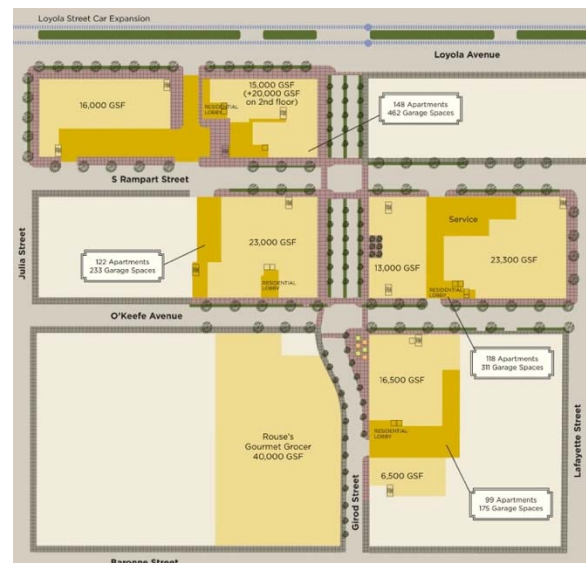 Loyola Street Car Expansion
Loyola Avenue
16,000 GSF
15,000 GSF
(+20,000 GSF
on 2nd floor)
RESIDENTIAL
LOBBY
148 Apartments
462 Garage Spaces
S Rampart Street
Julia Street
122 Apartments
233 Garage Spaces
23,000 GSF
RESIDENTIAL
LOBBY
Service
13,000 GSF
23,300 GSF
RESIDENTIAL
LOBBY
O'Keefe Avenue
118 Apartments
311 Garage Spaces
16,500 GSF
RESIDENTIAL
LOBBY
Rouse's
Gourmet Grocer
40,000 GSF
6,500 GSF
Girod Street
99 Apartments
175 Garage Spaces
Lafayette Street
Baronne Street